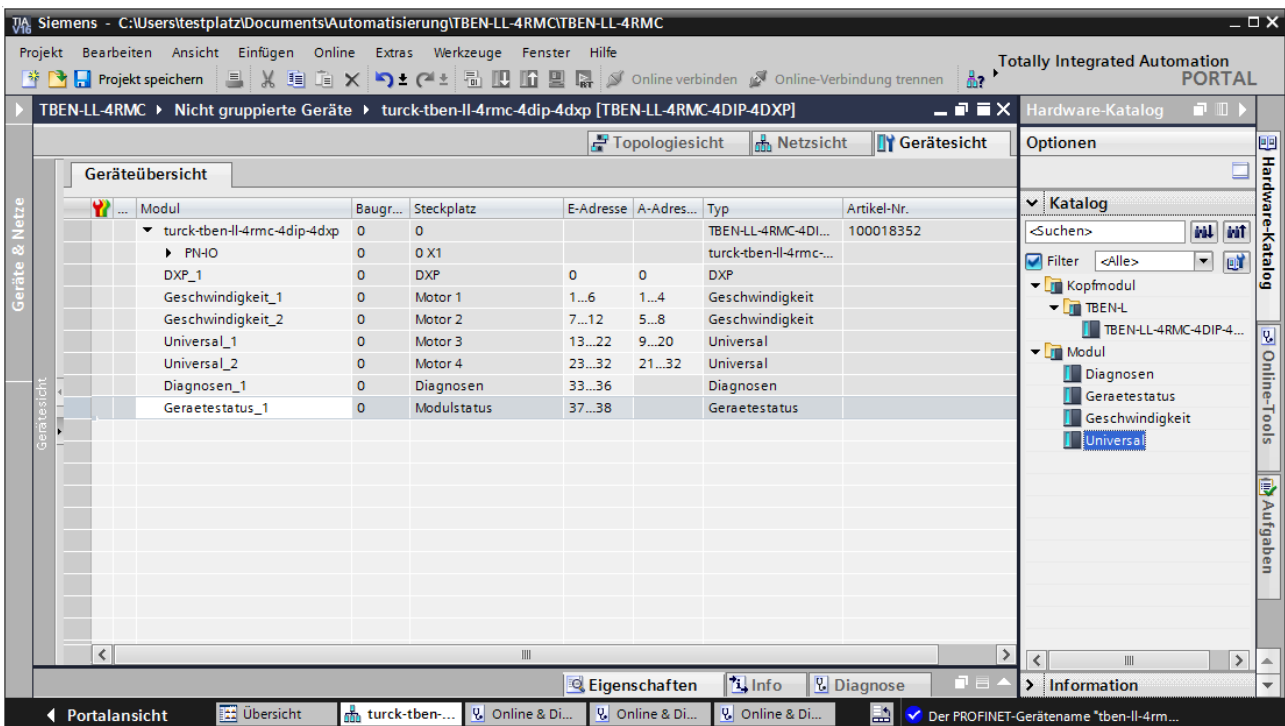 TIA V16 Siemens - C:\Users\testplatz\Documents\Automatisierung\TBEN-LL-4RMC\TBEN-LL-4RMC
Projekt Bearbeiten Ansicht Einfügen Online Extras Werkzeuge Fenster Hilfe
Totally Integrated Automation
PORTAL
Projekt speichern Online verbinden Online-Verbindung trennen
TBEN-LL-4RMC Nicht gruppierte Geräte turck-tben-ll-4rmc-4dip-4dxp [TBEN-LL-4RMC-4DIP-4DXP]
Topologiesicht Netzsicht Gerätesicht
Geräteübersicht
... Modul Baugr... Steckplatz E-Adresse A-Adres... Typ Artikel-Nr.
turck-tben-ll-4rmc-4dip-4dxp 0 0 TBEN-LL-4RMC-4DI... 100018352
PN-IO 0 0 X1 turck-tben-ll-4rmc-...
DXP_1 0 DXP 0 0 DXP
Geschwindigkeit_1 0 Motor 1 1...6 1...4 Geschwindigkeit
Geschwindigkeit_2 0 Motor 2 7...12 5...8 Geschwindigkeit
Universal_1 0 Motor 3 13...22 9...20 Universal
Universal_2 0 Motor 4 23...32 21...32 Universal
Diagnosen_1 0 Diagnosen 33...36 Diagnosen
Geraetestatus_1 0 Modulstatus 37...38 Geraetestatus
Geräte & Netze
Gerätesicht
Hardware-Katalog
Optionen
Katalog
<Suchen>
Filter <Alle>
Kopfmodul
TBEN-L
TBEN-LL-4RMC-4DIP-4...
Modul
Diagnosen
Geraetestatus
Geschwindigkeit
Universal
Information
Hardware-Katalog
Online-Tools
Aufgaben
Eigenschaften Info Diagnose
Portalansicht Übersicht turck-tben-... Online & Di... Online & Di... Online & Di... Der PROFINET-Gerätename "tben-ll-4rm...